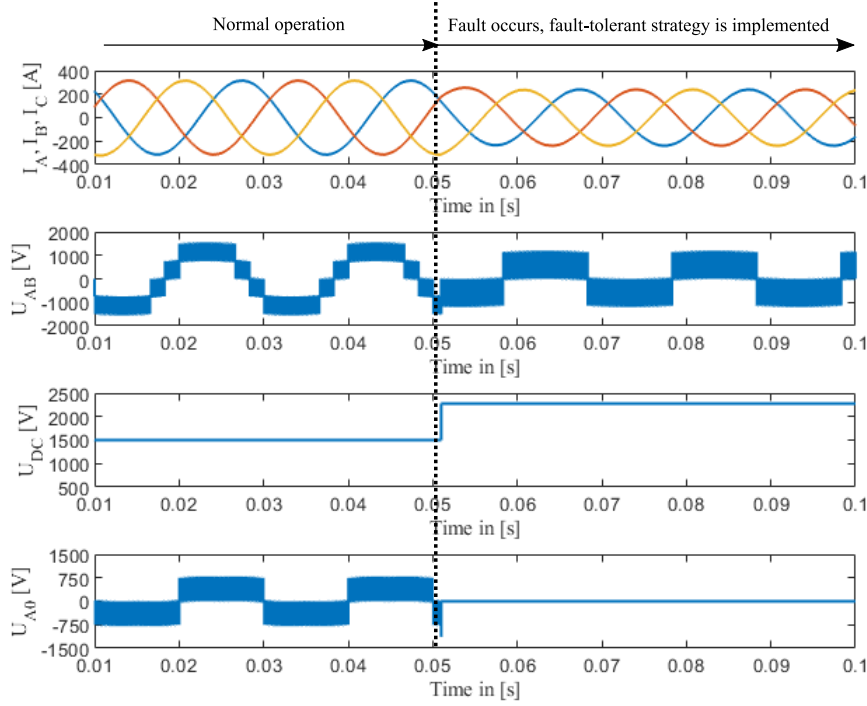 Normal operation
Fault occurs, fault-tolerant strategy is implemented
I_A, I_B, I_C [A]
400
200
0
-200
-400
0.01 0.02 0.03 0.04 0.05 0.06 0.07 0.08 0.09 0.1
Time in [s]
U_AB [V]
2000
1000
0
-1000
-2000
0.01 0.02 0.03 0.04 0.05 0.06 0.07 0.08 0.09 0.1
Time in [s]
U_DC [V]
2500
2000
1500
1000
500
0.01 0.02 0.03 0.04 0.05 0.06 0.07 0.08 0.09 0.1
Time in [s]
U_A0 [V]
1500
750
0
-750
-1500
0.01 0.02 0.03 0.04 0.05 0.06 0.07 0.08 0.09 0.1
Time in [s]